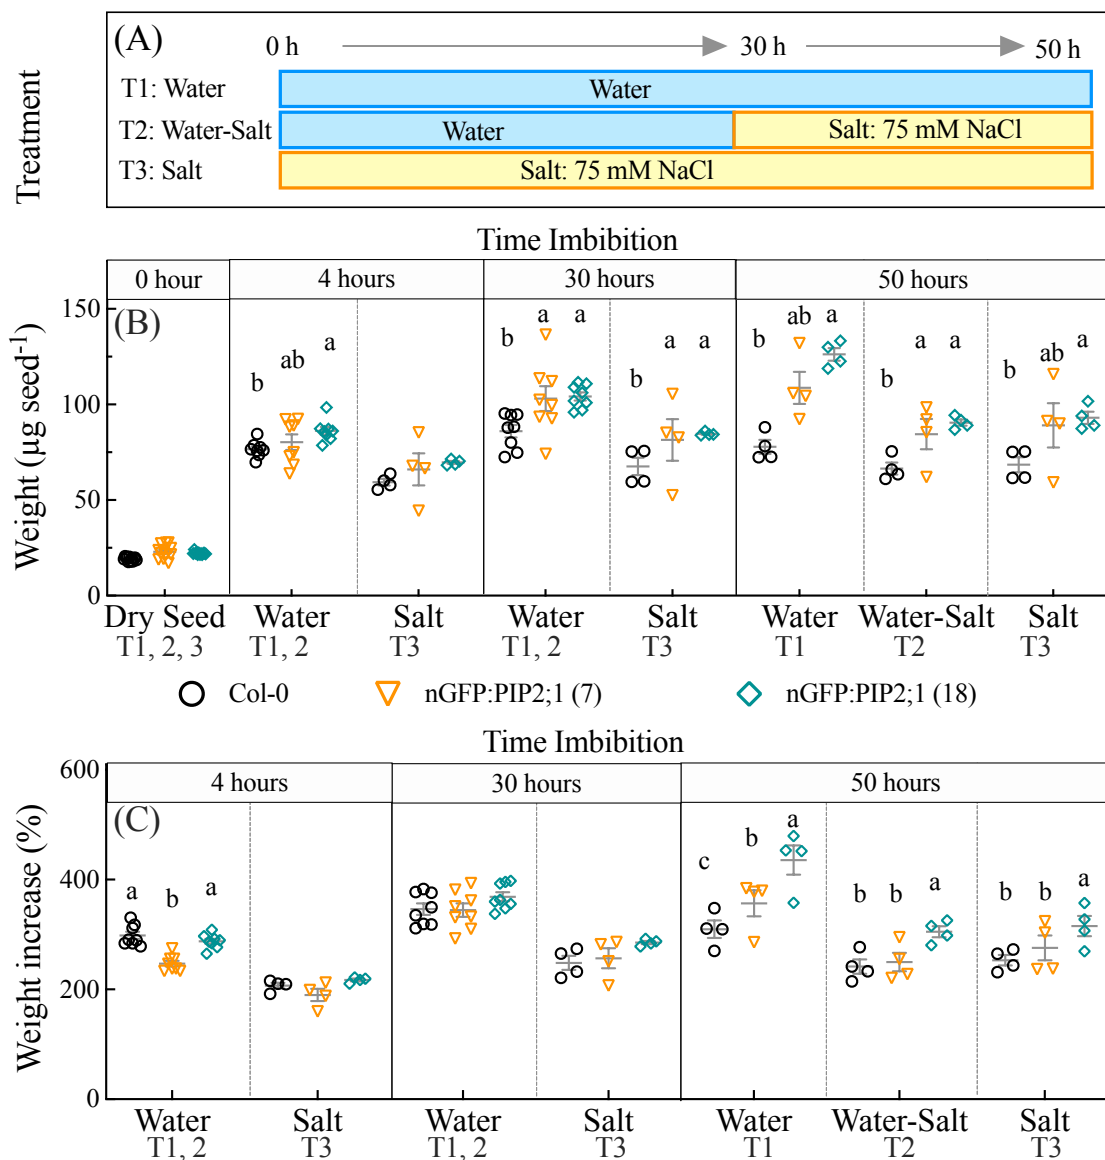 Treatment
(A)
0 h
30 h
50 h
T1: Water
Water
T2: Water-Salt
Water
Salt: 75 mM NaCl
T3: Salt
Salt: 75 mM NaCl
Time Imbibition
0 hour
4 hours
30 hours
50 hours
(B)
Weight (µg seed⁻¹)
150
100
50
0
b
ab
a
b
a
a
b
a
a
b
ab
a
b
a
a
b
ab
a
Dry Seed
Water
Salt
Water
Salt
Water
Water-Salt
Salt
T1, 2, 3
T1, 2
T3
T1, 2
T3
T1
T2
T3
Col-0
nGFP:PIP2;1 (7)
nGFP:PIP2;1 (18)
Time Imbibition
4 hours
30 hours
50 hours
(C)
Weight increase (%)
600
400
200
0
a
b
a
c
b
a
b
b
a
b
b
a
Water
Salt
Water
Salt
Water
Water-Salt
Salt
T1, 2
T3
T1, 2
T3
T1
T2
T3